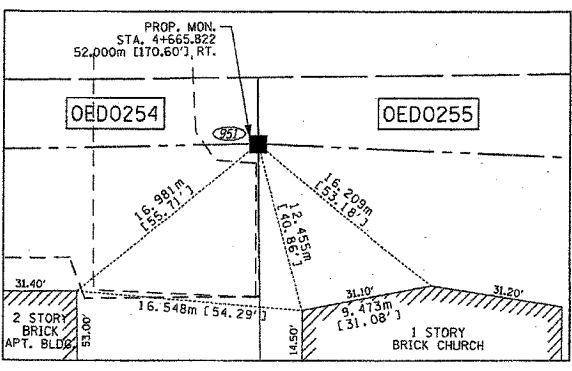 PROP. MON.
STA. 4+665.822
52.000m [170.60'] RT.
0ED0254
951
0ED0255
16.981m
[55.71']
12.455m
[40.86']
16.209m
[53.18']
31.40'
16.548m [54.29']
31.10'
9.473m
[31.08']
31.20'
2 STORY
BRICK
APT. BLDG.
53.00'
14.50'
1 STORY
BRICK CHURCH